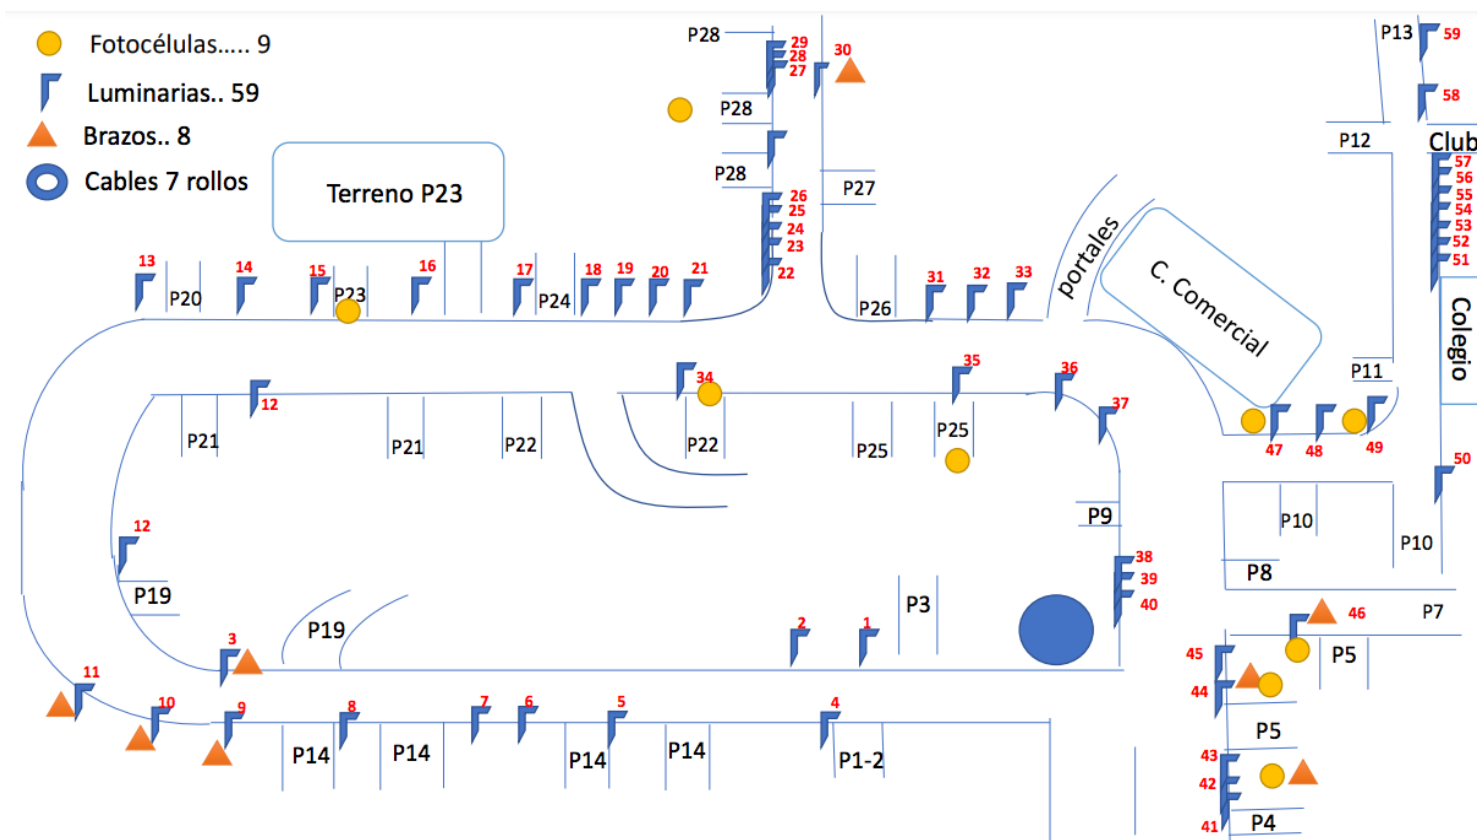 Fotocélulas..... 9
Luminarias.. 59
Brazos.. 8
Cables 7 rollos
Terreno P23
P28
29
28
27
30
P28
P28
P27
26
25
24
23
22
P13
59
58
P12
Club
57
56
55
54
53
52
51
portales
C. Comercial
Colegio
13
P20
14
15
P23
16
17
P24
18
19
20
21
P26
31
32
33
12
P21
P21
P22
34
P22
P25
35
P25
36
37
P11
47
48
49
50
P9
P10
P10
P8
P7
12
P19
P19
38
39
40
P3
2
1
3
11
10
9
8
7
6
5
4
P14
P14
P14
P14
P1-2
46
P5
45
44
P5
43
42
41
P4